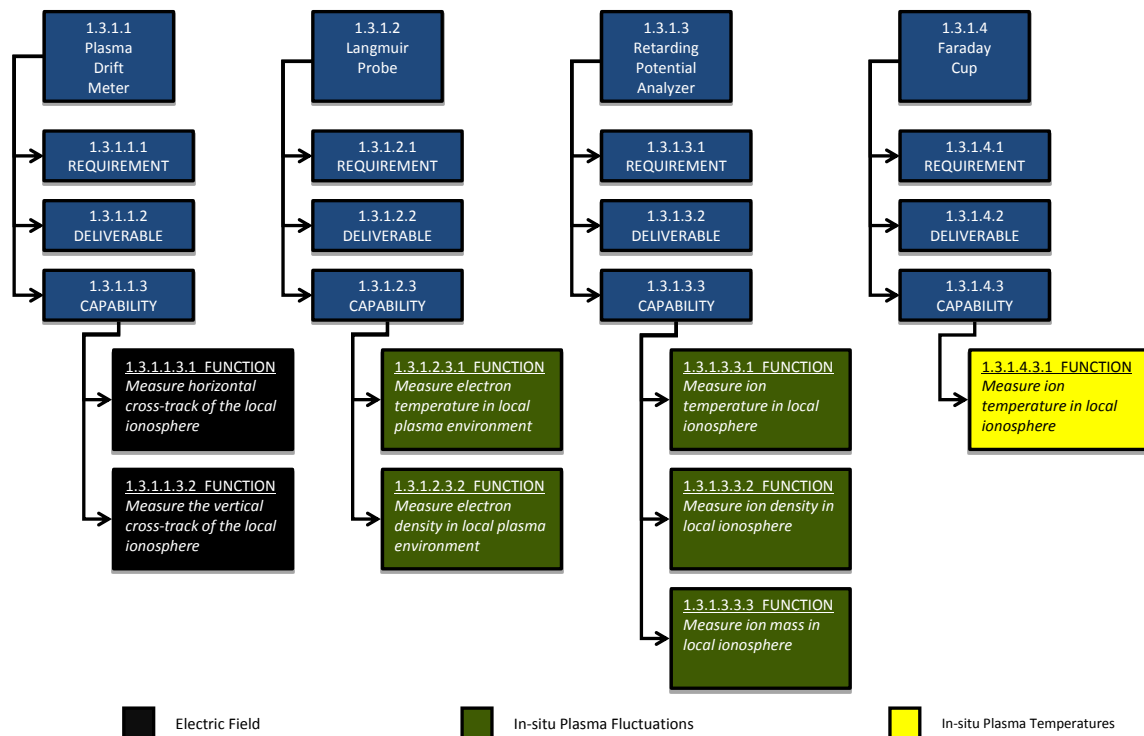 1.3.1.1
Plasma
Drift
Meter
1.3.1.1.1
REQUIREMENT
1.3.1.1.2
DELIVERABLE
1.3.1.1.3
CAPABILITY
1.3.1.1.3.1 FUNCTION
Measure horizontal
cross-track of the local
ionosphere
1.3.1.1.3.2 FUNCTION
Measure the vertical
cross-track of the local
ionosphere
1.3.1.2
Langmuir
Probe
1.3.1.2.1
REQUIREMENT
1.3.1.2.2
DELIVERABLE
1.3.1.2.3
CAPABILITY
1.3.1.2.3.1 FUNCTION
Measure electron
temperature in local
plasma environment
1.3.1.2.3.2 FUNCTION
Measure electron
density in local plasma
environment
1.3.1.3
Retarding
Potential
Analyzer
1.3.1.3.1
REQUIREMENT
1.3.1.3.2
DELIVERABLE
1.3.1.3.3
CAPABILITY
1.3.1.3.3.1 FUNCTION
Measure ion
temperature in local
ionosphere
1.3.1.3.3.2 FUNCTION
Measure ion density in
local ionosphere
1.3.1.3.3.3 FUNCTION
Measure ion mass in
local ionosphere
1.3.1.4
Faraday
Cup
1.3.1.4.1
REQUIREMENT
1.3.1.4.2
DELIVERABLE
1.3.1.4.3
CAPABILITY
1.3.1.4.3.1 FUNCTION
Measure ion
temperature in local
ionosphere
Electric Field
In-situ Plasma Fluctuations
In-situ Plasma Temperatures